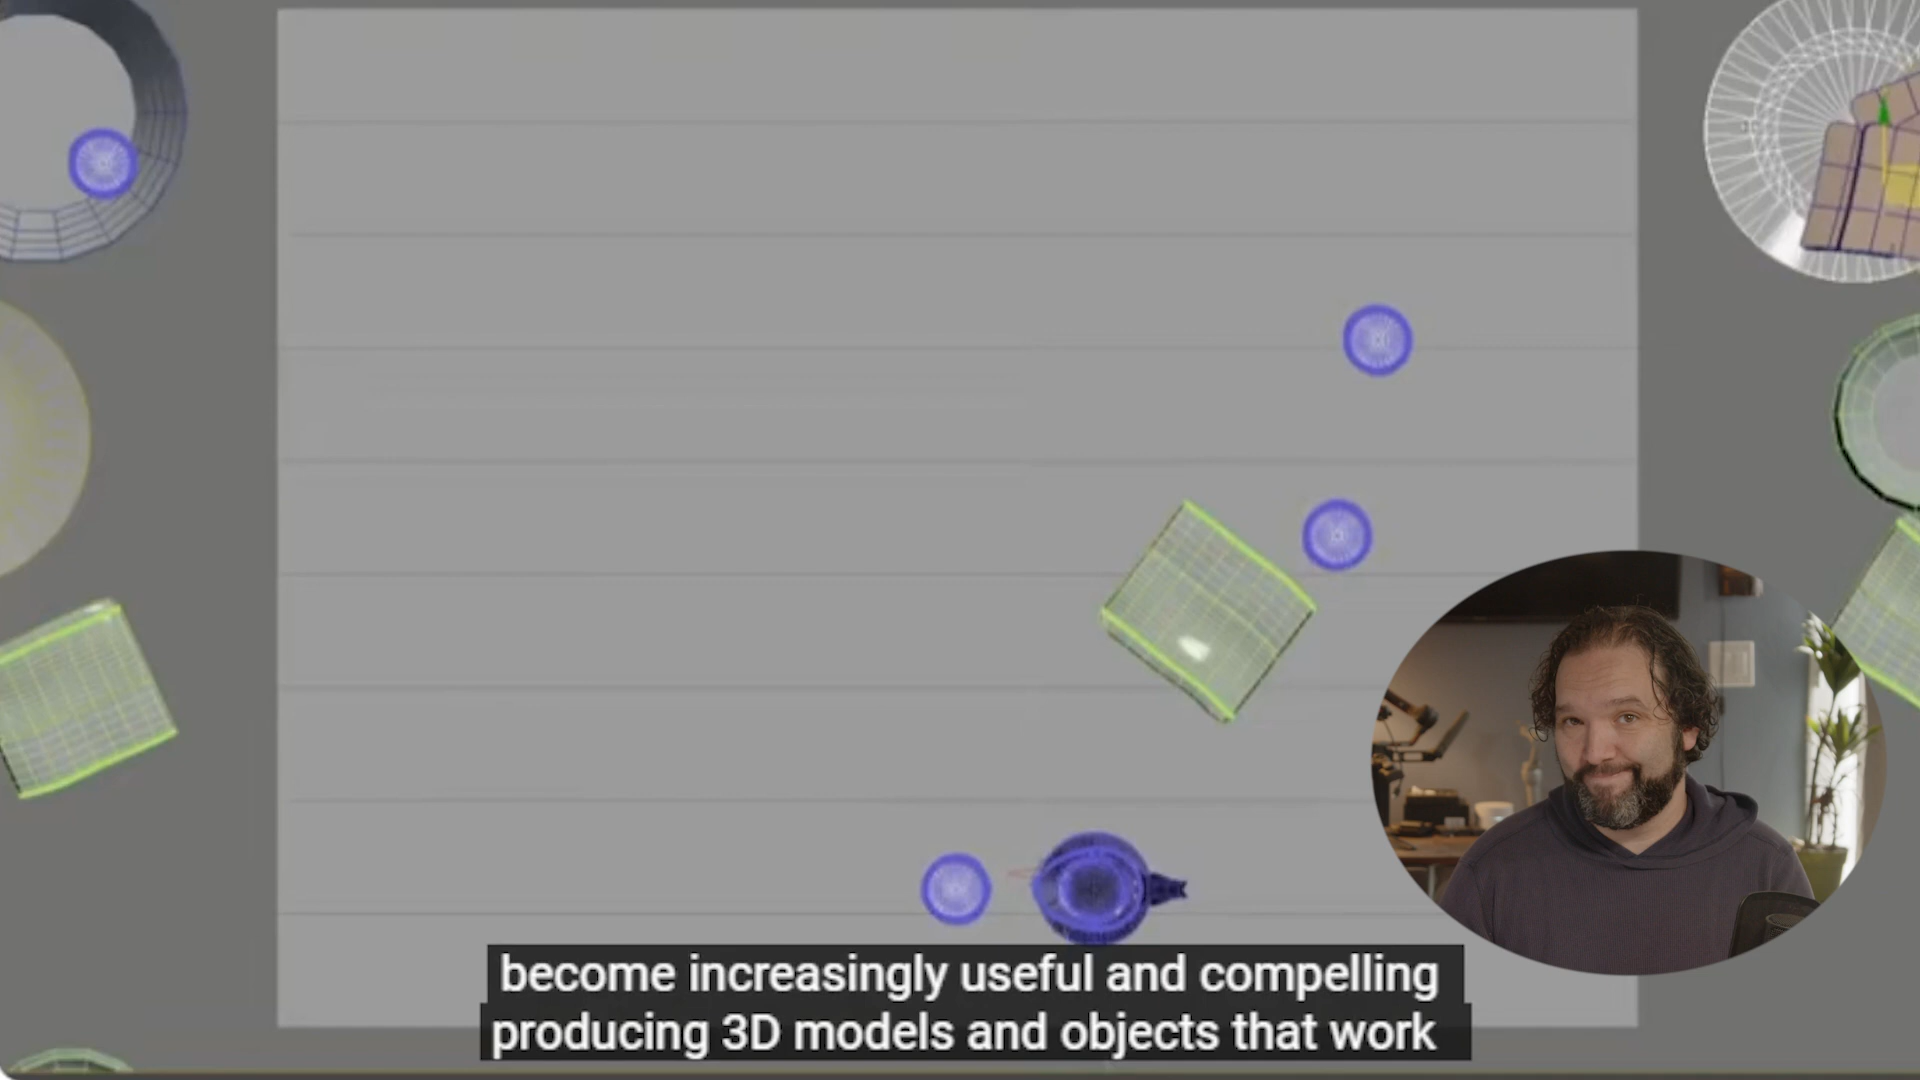 become increasingly useful and compelling
producing 3D models and objects that work